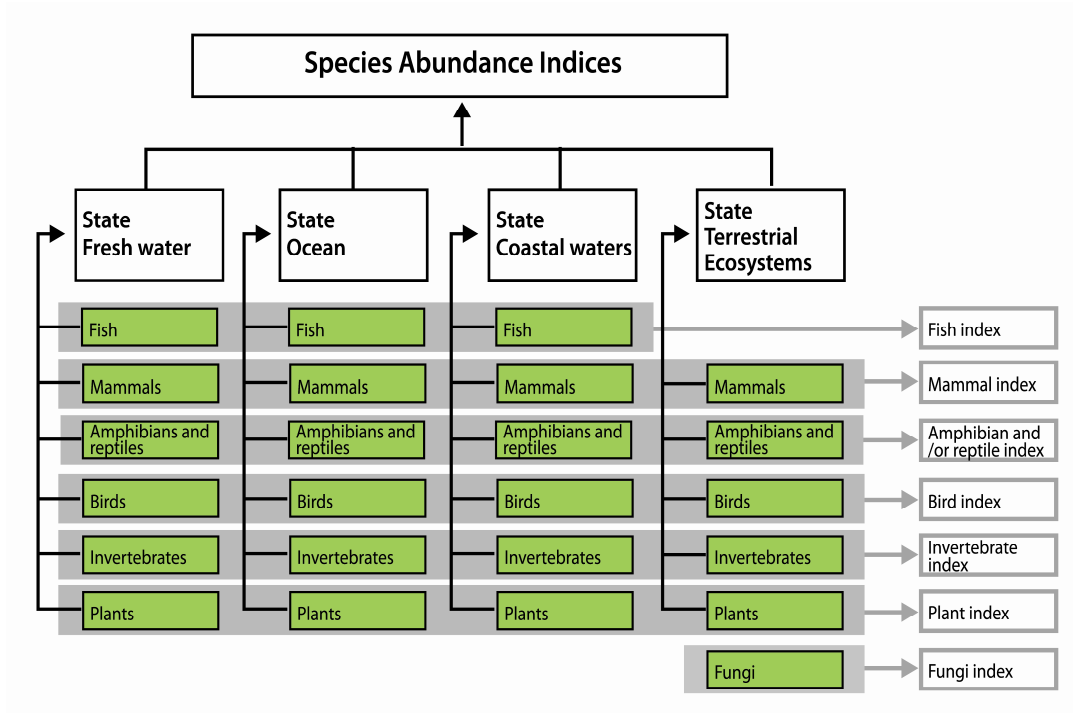 Species Abundance Indices
State
Fresh water
State
Ocean
State
Coastal waters
State
Terrestrial
Ecosystems
Fish
Fish
Fish
Fish index
Mammals
Mammals
Mammals
Mammals
Mammal index
Amphibians and
reptiles
Amphibians and
reptiles
Amphibians and
reptiles
Amphibians and
reptiles
Amphibian and
/or reptile index
Birds
Birds
Birds
Birds
Bird index
Invertebrates
Invertebrates
Invertebrates
Invertebrates
Invertebrate
index
Plants
Plants
Plants
Plants
Plant index
Fungi
Fungi index